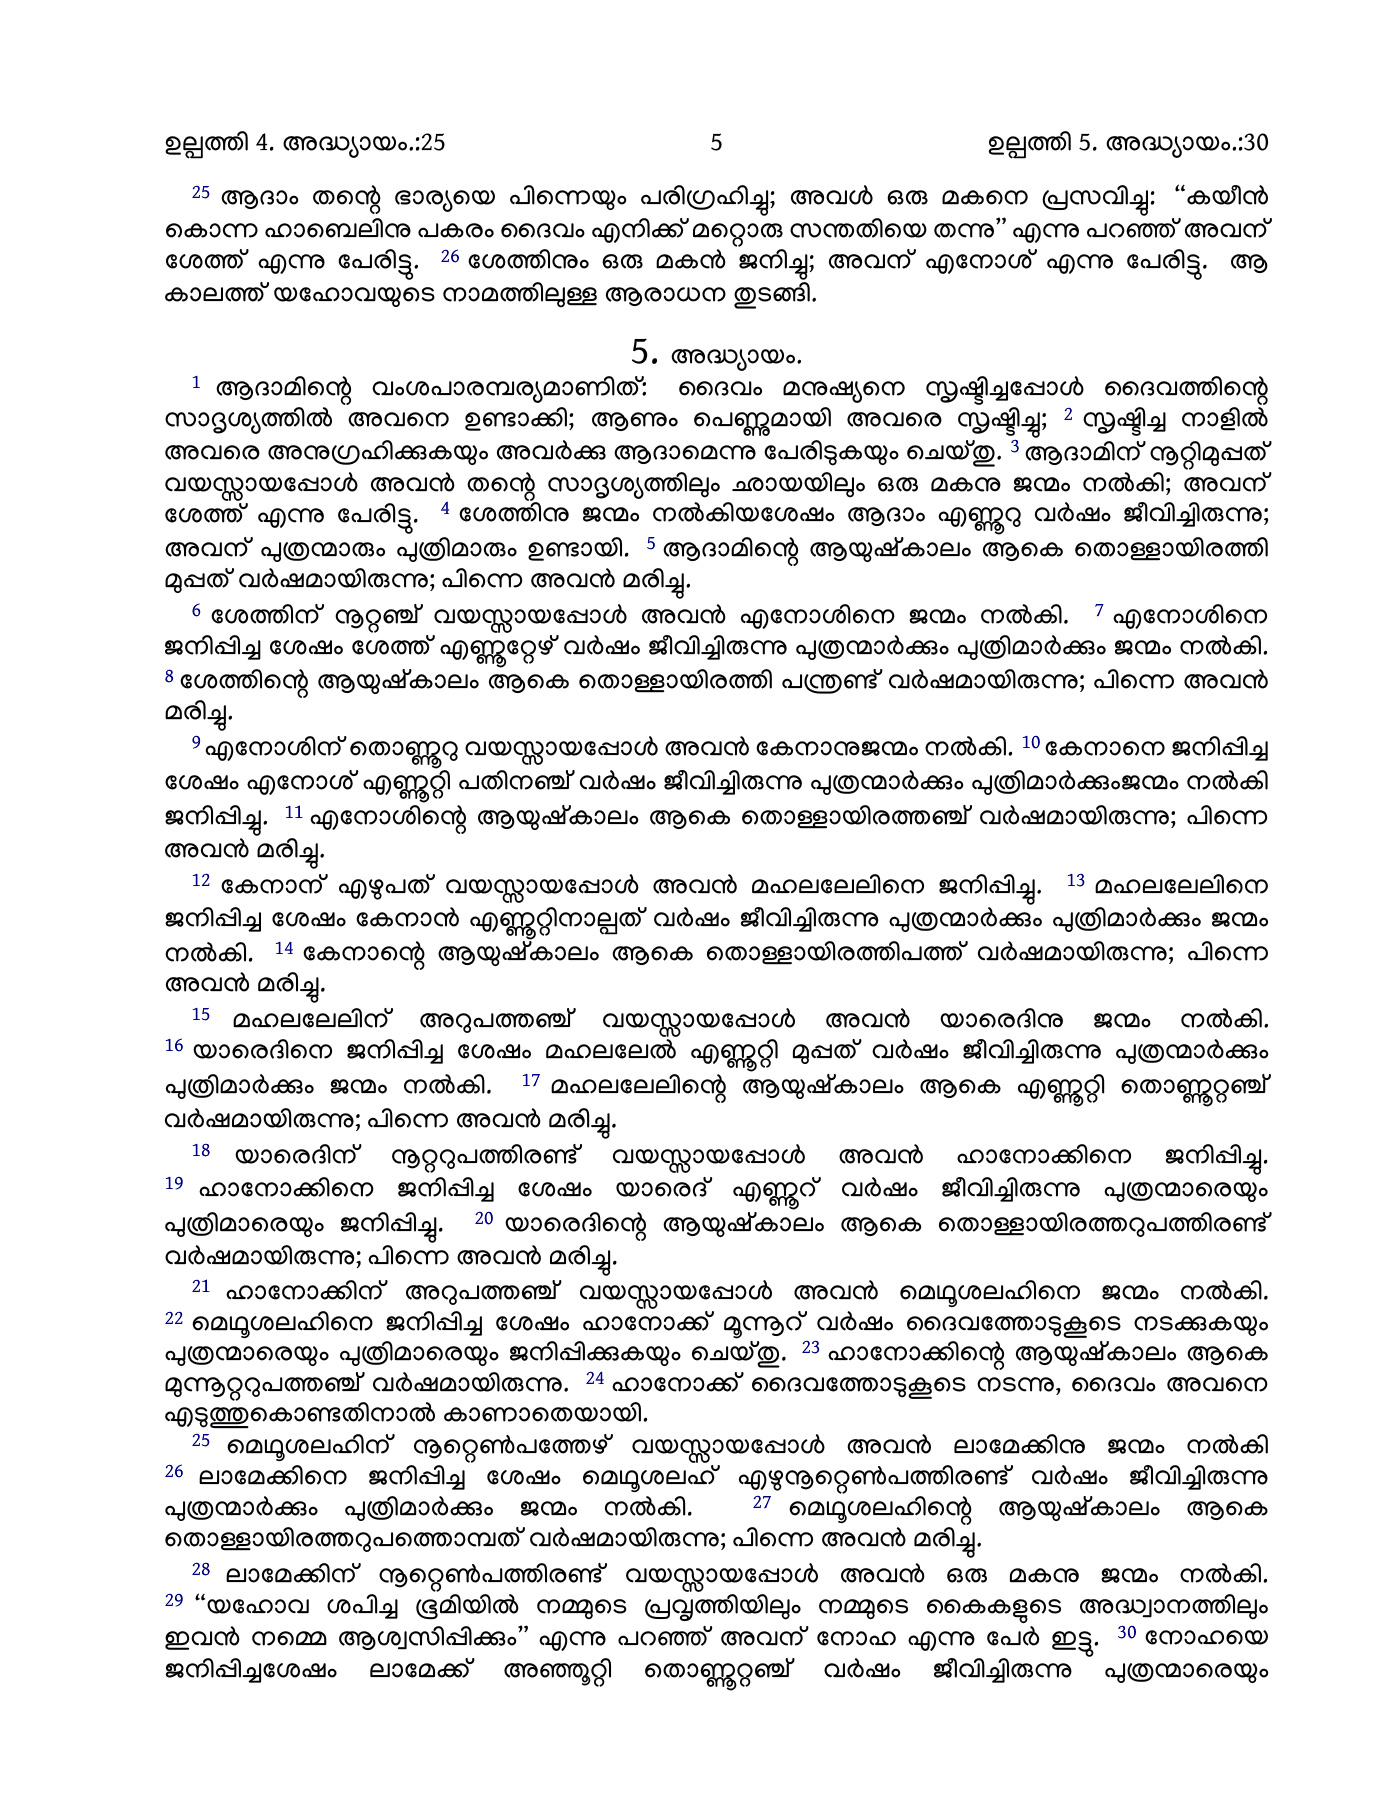 ഉല്പത്തി 4. അദ്ധ്യായം.:25 5 ഉല്പത്തി 5. അദ്ധ്യായം.:30
25 ആദാം തന്റെ ഭാര്യയെ പിന്നെയും പരിഗ്രഹിച്ചു; അവൾ ഒരു മകനെ പ്രസവിച്ചു: “കയീൻ
കൊന്ന ഹാബെലിനു പകരം ദൈവം എനിക്ക് മറ്റൊരു സന്തതിയെ തന്നു” എന്നു പറഞ്ഞ് അവന്
ശേത്ത് എന്നു പേരിട്ടു. 26 ശേത്തിനും ഒരു മകൻ ജനിച്ചു; അവന് എനോശ് എന്നു പേരിട്ടു. ആ
കാലത്ത് യഹോവയുടെ നാമത്തിലുള്ള ആരാധന തുടങ്ങി.
5. അദ്ധ്യായം.
1 ആദാമിന്റെ വംശപാരമ്പര്യമാണിത്: ദൈവം മനുഷ്യനെ സൃഷ്ടിച്ചപ്പോൾ ദൈവത്തിന്റെ
സാദൃശ്യത്തിൽ അവനെ ഉണ്ടാക്കി; ആണും പെണ്ണുമായി അവരെ സൃഷ്ടിച്ചു; 2 സൃഷ്ടിച്ച നാളിൽ
അവരെ അനുഗ്രഹിക്കുകയും അവർക്കു ആദാമെന്നു പേരിടുകയും ചെയ്തു. 3 ആദാമിന് നൂറ്റിമുപ്പത്
വയസ്സായപ്പോൾ അവൻ തന്റെ സാദൃശ്യത്തിലും ഛായയിലും ഒരു മകനു ജന്മം നൽകി; അവന്
ശേത്ത് എന്നു പേരിട്ടു. 4 ശേത്തിനു ജന്മം നൽകിയശേഷം ആദാം എണ്ണൂറു വർഷം ജീവിച്ചിരുന്നു;
അവന് പുത്രന്മാരും പുത്രിമാരും ഉണ്ടായി. 5 ആദാമിന്റെ ആയുഷ്കാലം ആകെ തൊള്ളായിരത്തി
മുപ്പത് വർഷമായിരുന്നു; പിന്നെ അവൻ മരിച്ചു.
6 ശേത്തിന് നൂറ്റഞ്ച് വയസ്സായപ്പോൾ അവൻ എനോശിനെ ജന്മം നൽകി. 7 എനോശിനെ
ജനിപ്പിച്ച ശേഷം ശേത്ത് എണ്ണൂറ്റേഴ് വർഷം ജീവിച്ചിരുന്നു പുത്രന്മാർക്കും പുത്രിമാർക്കും ജന്മം നൽകി.
8 ശേത്തിന്റെ ആയുഷ്കാലം ആകെ തൊള്ളായിരത്തി പന്ത്രണ്ട് വർഷമായിരുന്നു; പിന്നെ അവൻ
മരിച്ചു.
9 എനോശിന് തൊണ്ണൂറു വയസ്സായപ്പോൾ അവൻ കേനാനുജന്മം നൽകി. 10 കേനാനെ ജനിപ്പിച്ച
ശേഷം എനോശ് എണ്ണൂറ്റി പതിനഞ്ച് വർഷം ജീവിച്ചിരുന്നു പുത്രന്മാർക്കും പുത്രിമാർക്കുംജന്മം നൽകി
ജനിപ്പിച്ചു. 11 എനോശിന്റെ ആയുഷ്കാലം ആകെ തൊള്ളായിരത്തഞ്ച് വർഷമായിരുന്നു; പിന്നെ
അവൻ മരിച്ചു.
12 കേനാന് എഴുപത് വയസ്സായപ്പോൾ അവൻ മഹലലേലിനെ ജനിപ്പിച്ചു. 13 മഹലലേലിനെ
ജനിപ്പിച്ച ശേഷം കേനാൻ എണ്ണൂറ്റിനാല്പത് വർഷം ജീവിച്ചിരുന്നു പുത്രന്മാർക്കും പുത്രിമാർക്കും ജന്മം
നൽകി. 14 കേനാന്റെ ആയുഷ്കാലം ആകെ തൊള്ളായിരത്തിപത്ത് വർഷമായിരുന്നു; പിന്നെ
അവൻ മരിച്ചു.
15 മഹലലേലിന് അറുപത്തഞ്ച് വയസ്സായപ്പോൾ അവൻ യാരെദിനു ജന്മം നൽകി.
16 യാരെദിനെ ജനിപ്പിച്ച ശേഷം മഹലലേൽ എണ്ണൂറ്റി മുപ്പത് വർഷം ജീവിച്ചിരുന്നു പുത്രന്മാർക്കും
പുത്രിമാർക്കും ജന്മം നൽകി. 17 മഹലലേലിന്റെ ആയുഷ്കാലം ആകെ എണ്ണൂറ്റി തൊണ്ണൂറ്റഞ്ച്
വർഷമായിരുന്നു; പിന്നെ അവൻ മരിച്ചു.
18 യാരെദിന് നൂറ്ററുപത്തിരണ്ട് വയസ്സായപ്പോൾ അവൻ ഹാനോക്കിനെ ജനിപ്പിച്ചു.
19 ഹാനോക്കിനെ ജനിപ്പിച്ച ശേഷം യാരെദ് എണ്ണൂറ് വർഷം ജീവിച്ചിരുന്നു പുത്രന്മാരെയും
പുത്രിമാരെയും ജനിപ്പിച്ചു. 20 യാരെദിന്റെ ആയുഷ്കാലം ആകെ തൊള്ളായിരത്തറുപത്തിരണ്ട്
വർഷമായിരുന്നു; പിന്നെ അവൻ മരിച്ചു.
21 ഹാനോക്കിന് അറുപത്തഞ്ച് വയസ്സായപ്പോൾ അവൻ മെഥൂശലഹിനെ ജന്മം നൽകി.
22 മെഥൂശലഹിനെ ജനിപ്പിച്ച ശേഷം ഹാനോക്ക് മൂന്നൂറ് വർഷം ദൈവത്തോടുകൂടെ നടക്കുകയും
പുത്രന്മാരെയും പുത്രിമാരെയും ജനിപ്പിക്കുകയും ചെയ്തു. 23 ഹാനോക്കിന്റെ ആയുഷ്കാലം ആകെ
മുന്നൂറ്ററുപത്തഞ്ച് വർഷമായിരുന്നു. 24 ഹാനോക്ക് ദൈവത്തോടുകൂടെ നടന്നു, ദൈവം അവനെ
എടുത്തുകൊണ്ടതിനാൽ കാണാതെയായി.
25 മെഥൂശലഹിന് നൂറ്റെൺപത്തേഴ് വയസ്സായപ്പോൾ അവൻ ലാമേക്കിനു ജന്മം നൽകി
26 ലാമേക്കിനെ ജനിപ്പിച്ച ശേഷം മെഥൂശലഹ് എഴുനൂറ്റെൺപത്തിരണ്ട് വർഷം ജീവിച്ചിരുന്നു
പുത്രന്മാർക്കും പുത്രിമാർക്കും ജന്മം നൽകി. 27 മെഥൂശലഹിന്റെ ആയുഷ്കാലം ആകെ
തൊള്ളായിരത്തറുപത്തൊമ്പത് വർഷമായിരുന്നു; പിന്നെ അവൻ മരിച്ചു.
28 ലാമേക്കിന് നൂറ്റെൺപത്തിരണ്ട് വയസ്സായപ്പോൾ അവൻ ഒരു മകനു ജന്മം നൽകി.
29 “യഹോവ ശപിച്ച ഭൂമിയിൽ നമ്മുടെ പ്രവൃത്തിയിലും നമ്മുടെ കൈകളുടെ അദ്ധ്വാനത്തിലും
ഇവൻ നമ്മെ ആശ്വസിപ്പിക്കും” എന്നു പറഞ്ഞ് അവന് നോഹ എന്നു പേർ ഇട്ടു. 30 നോഹയെ
ജനിപ്പിച്ചശേഷം ലാമേക്ക് അഞ്ഞൂറ്റി തൊണ്ണൂറ്റഞ്ച് വർഷം ജീവിച്ചിരുന്നു പുത്രന്മാരെയും